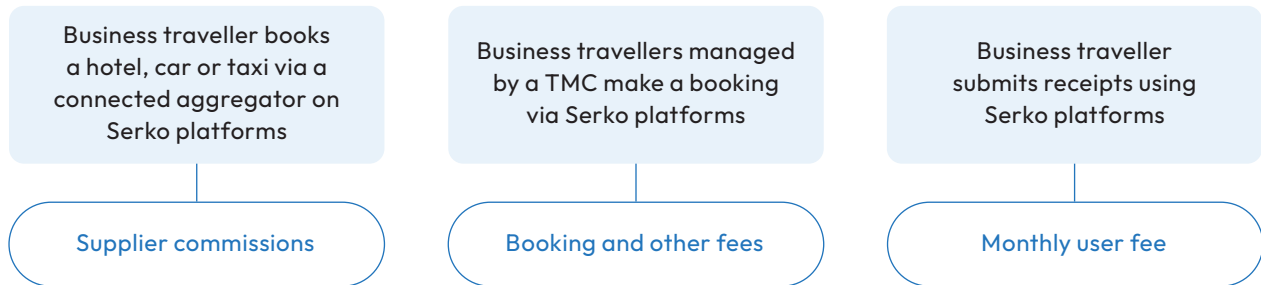 Business traveller books
a hotel, car or taxi via a
connected aggregator on
Serko platforms
Supplier commissions
Business travellers managed
by a TMC make a booking
via Serko platforms
Booking and other fees
Business traveller
submits receipts using
Serko platforms
Monthly user fee